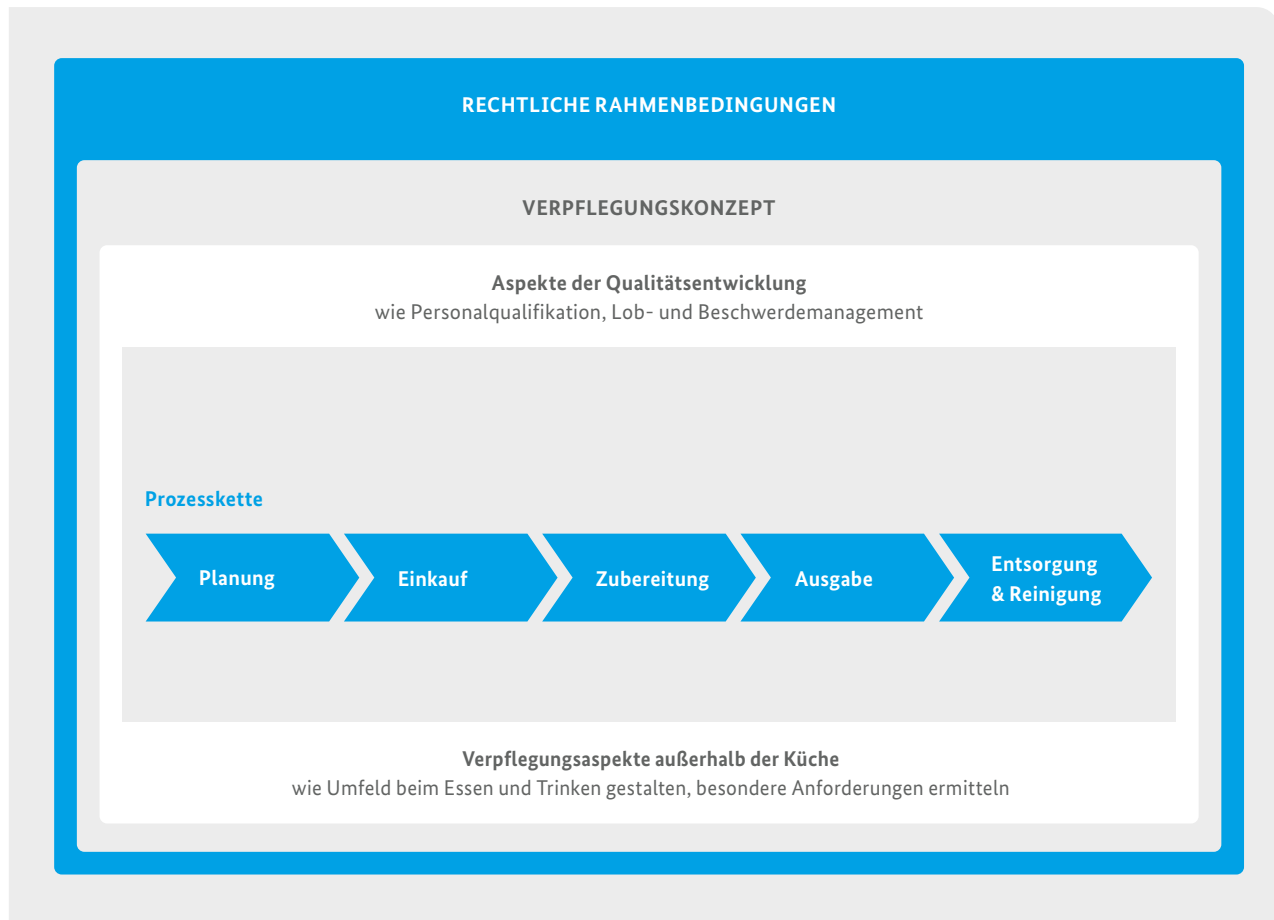 RECHTLICHE RAHMENBEDINGUNGEN
VERPFLEGUNGSKONZEPT
Aspekte der Qualitätsentwicklung
wie Personalqualifikation, Lob- und Beschwerdemanagement
Prozesskette
Planung
Einkauf
Zubereitung
Ausgabe
Entsorgung
& Reinigung
Verpflegungsaspekte außerhalb der Küche
wie Umfeld beim Essen und Trinken gestalten, besondere Anforderungen ermitteln